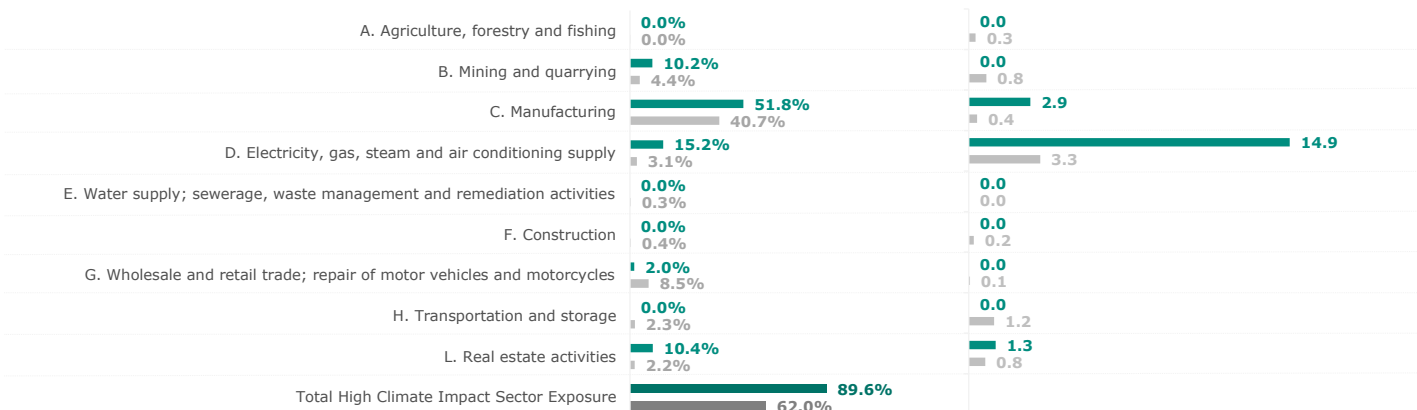 A. Agriculture, forestry and fishing 0.0% 0.0
0.0% 0.3
B. Mining and quarrying 10.2% 0.0
4.4% 0.8
C. Manufacturing 51.8% 2.9
40.7% 0.4
D. Electricity, gas, steam and air conditioning supply 15.2% 14.9
3.1% 3.3
E. Water supply; sewerage, waste management and remediation activities 0.0% 0.0
0.3% 0.0
F. Construction 0.0% 0.0
0.4% 0.2
G. Wholesale and retail trade; repair of motor vehicles and motorcycles 2.0% 0.0
8.5% 0.1
H. Transportation and storage 0.0% 0.0
2.3% 1.2
L. Real estate activities 10.4% 1.3
2.2% 0.8
Total High Climate Impact Sector Exposure 89.6%
62.0%